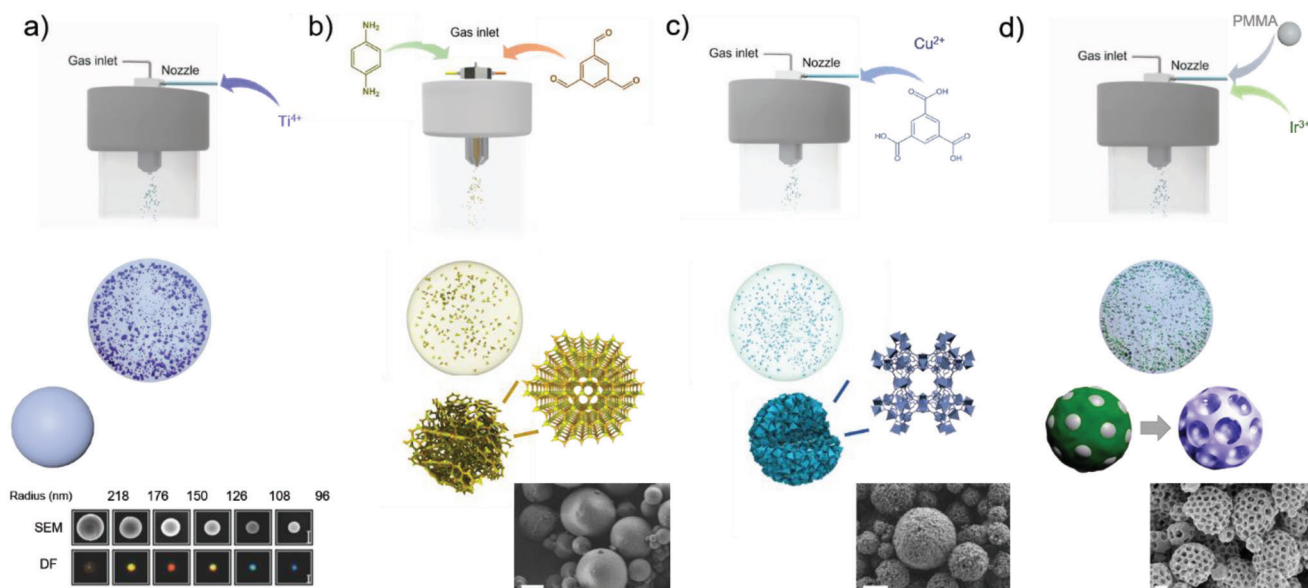 a)
Gas inlet
Nozzle
Ti4+
Radius (nm) 218 176 150 126 108 96
SEM
DF
b)
NH2
NH2
Gas inlet
O
O
O
c)
Gas inlet
Nozzle
Cu2+
O
OH
HO
O
O
OH
d)
PMMA
Gas inlet
Nozzle
Ir3+